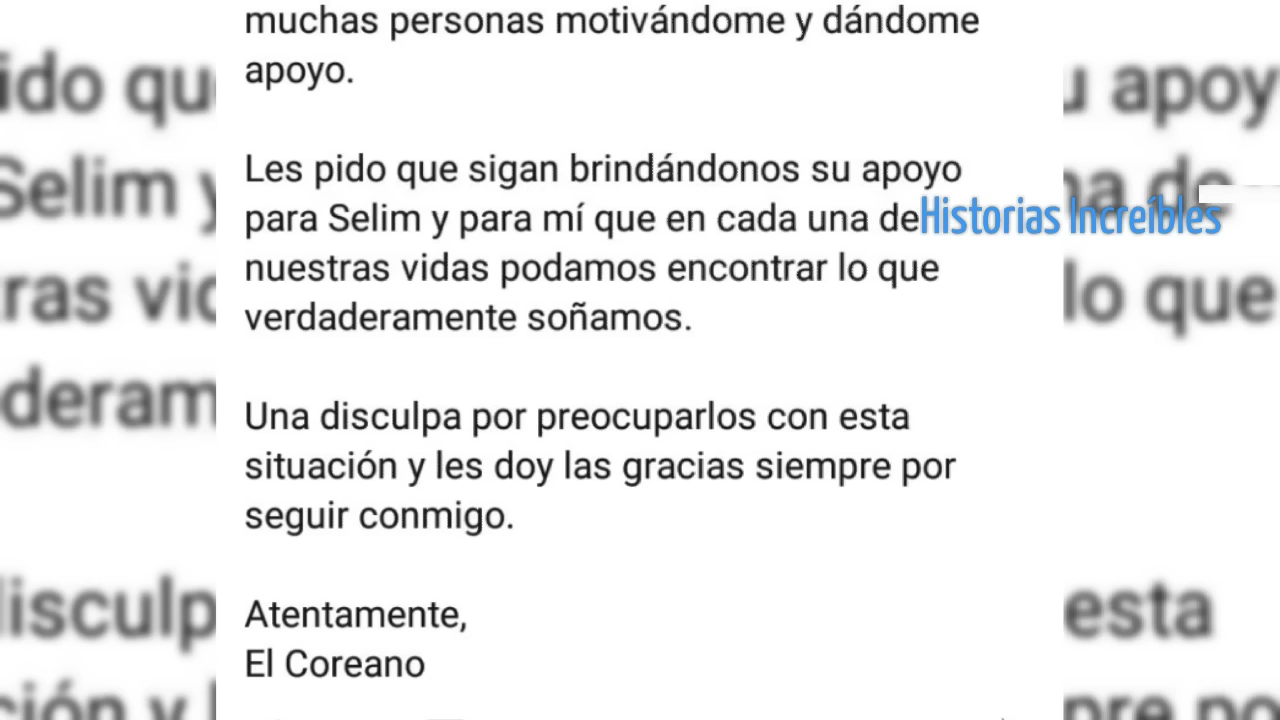 muchas personas motivándome y dándome
apoyo.
Les pido que sigan brindándonos su apoyo
para Selim y para mí que en cada una de
Historias Increíbles
nuestras vidas podamos encontrar lo que
verdaderamente soñamos.
Una disculpa por preocuparlos con esta
situación y les doy las gracias siempre por
seguir conmigo.
Atentamente,
El Coreano